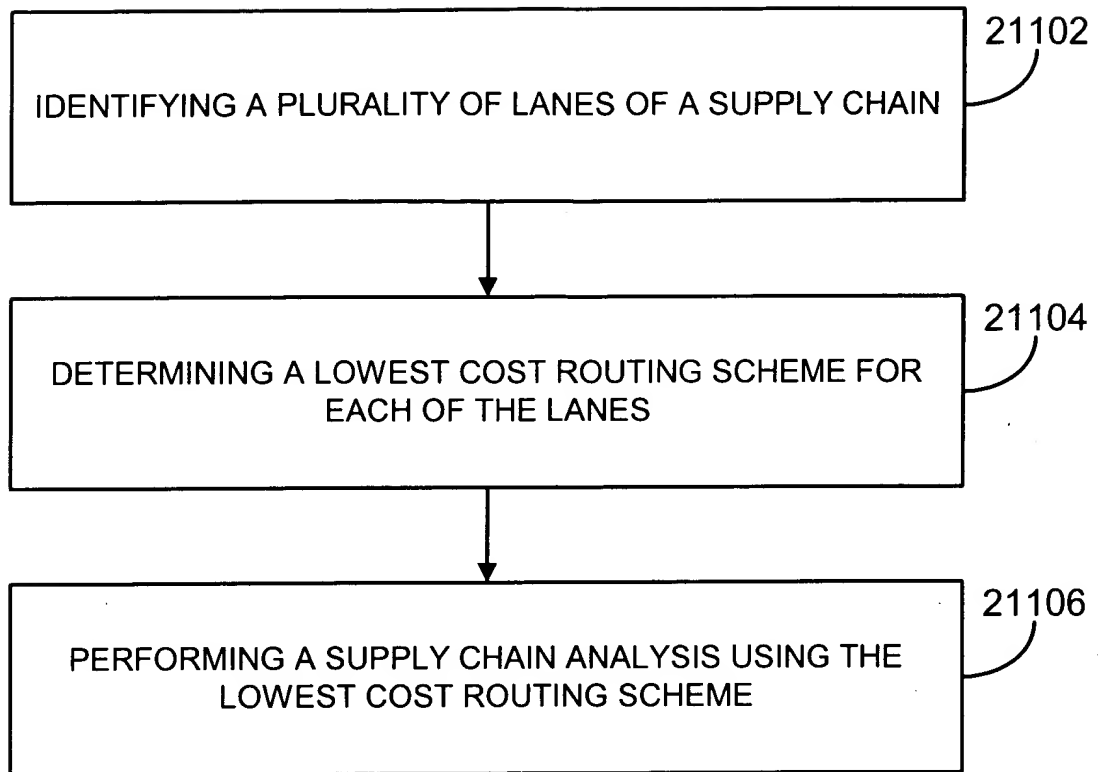 21102
IDENTIFYING A PLURALITY OF LANES OF A SUPPLY CHAIN
21104
DETERMINING A LOWEST COST ROUTING SCHEME FOR
EACH OF THE LANES
21106
PERFORMING A SUPPLY CHAIN ANALYSIS USING THE
LOWEST COST ROUTING SCHEME